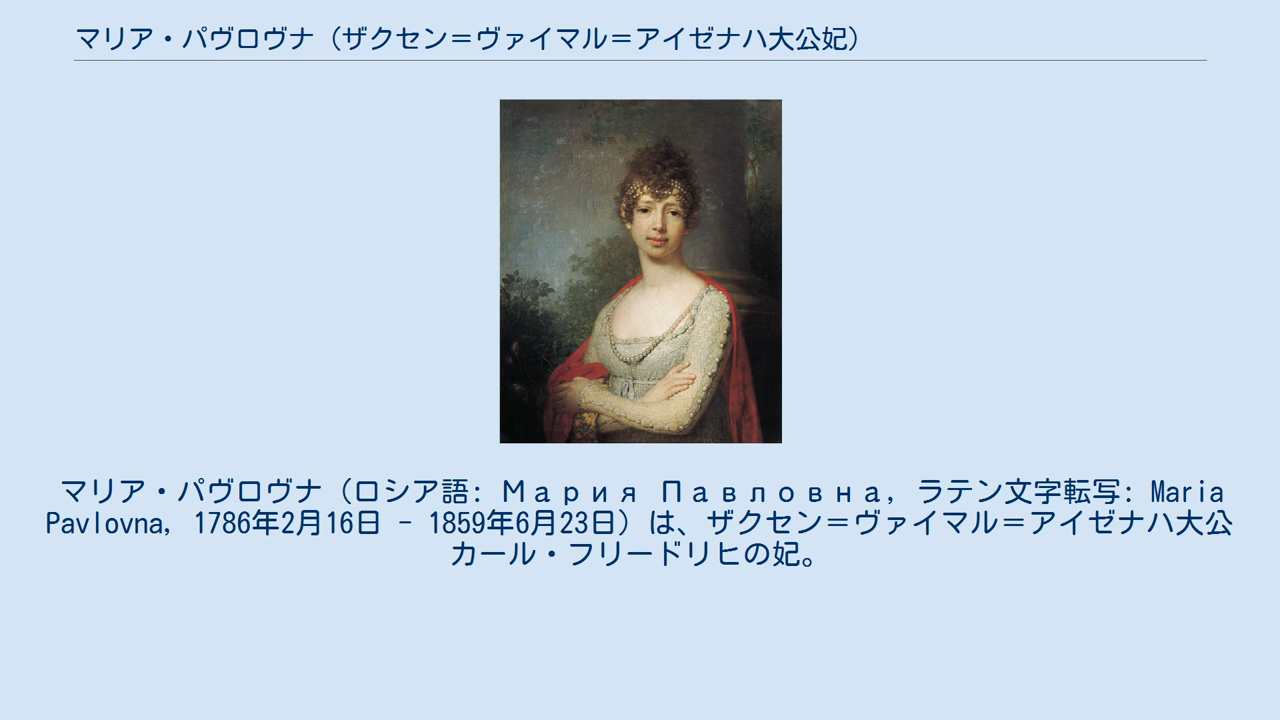 マリア・パヴロヴナ（ザクセン＝ヴァイマル＝アイゼナハ大公妃）
マリア・パヴロヴナ（ロシア語: Мария Павловна, ラテン文字転写: Maria
Pavlovna, 1786年2月16日 - 1859年6月23日）は、ザクセン＝ヴァイマル＝アイゼナハ大公
カール・フリードリヒの妃。